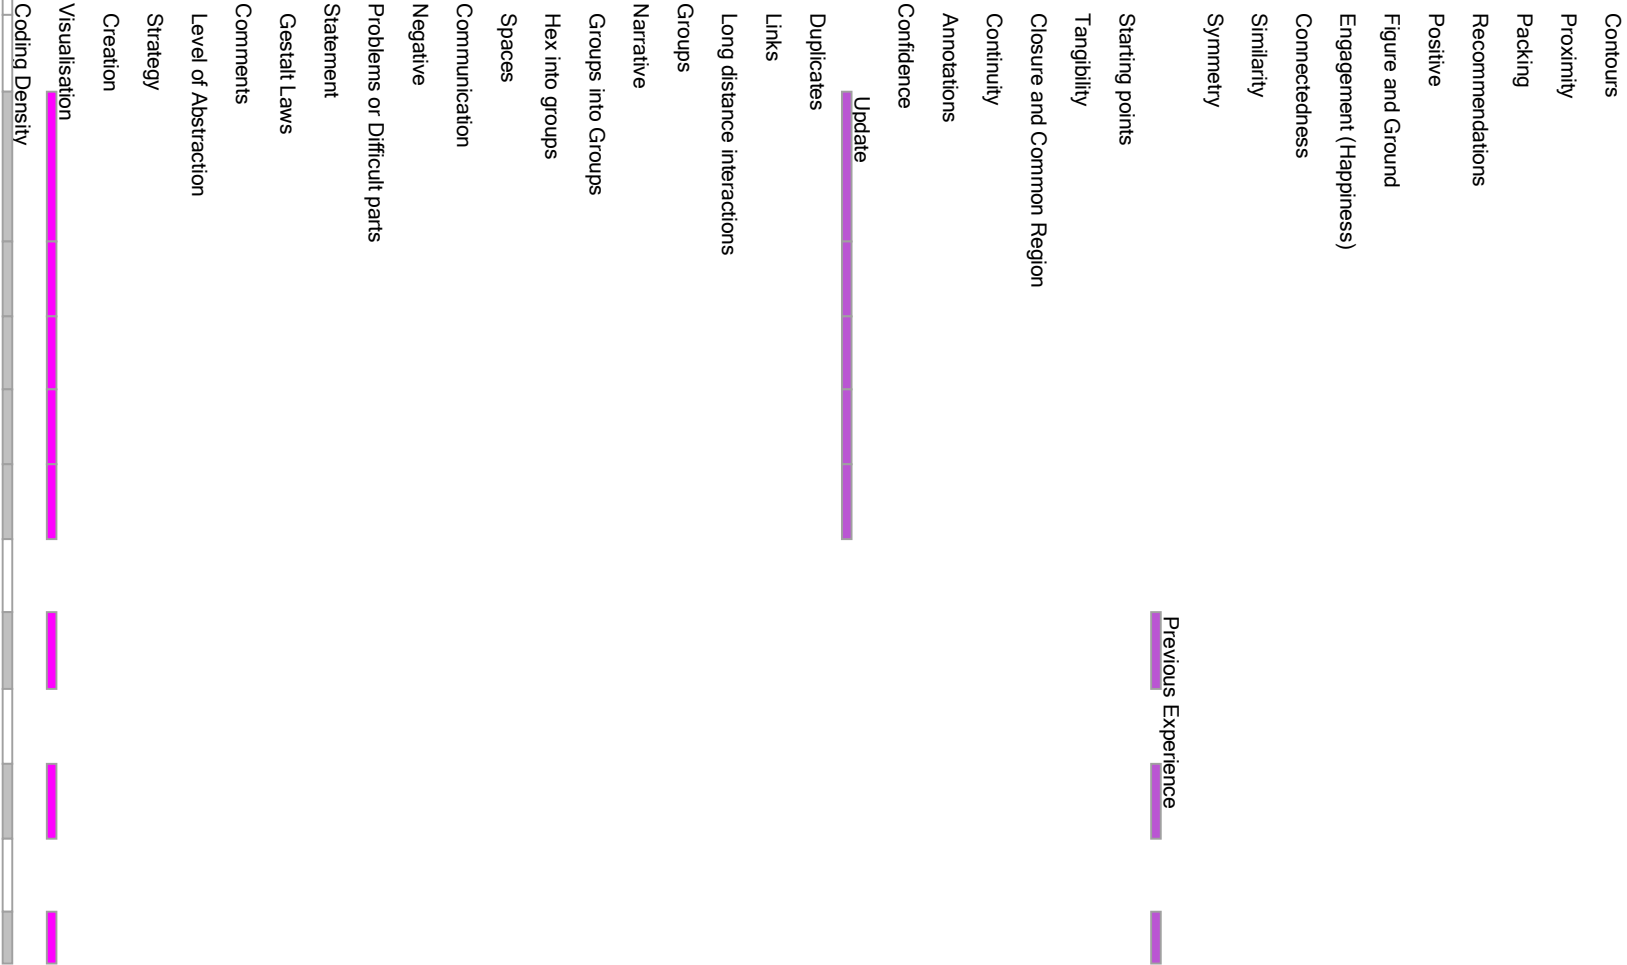 Coding Density
Visualisation
Creation
Strategy
Level of Abstraction
Comments
Gestalt Laws
Statement
Problems or Difficult parts
Negative
Communication
Spaces
Hex into groups
Groups into Groups
Narrative
Groups
Long distance interactions
Links
Duplicates
Update
Confidence
Annotations
Continuity
Closure and Common Region
Tangibility
Starting points
Previous Experience
Symmetry
Similarity
Connectedness
Engagement (Happiness)
Figure and Ground
Positive
Recommendations
Packing
Proximity
Contours